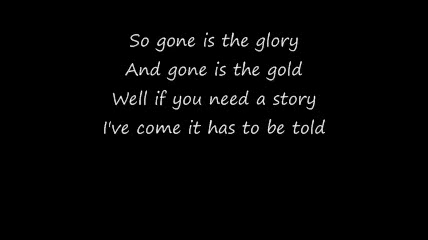 So gone is the glory
And gone is the gold
Well if you need a story
I've come it has to be told